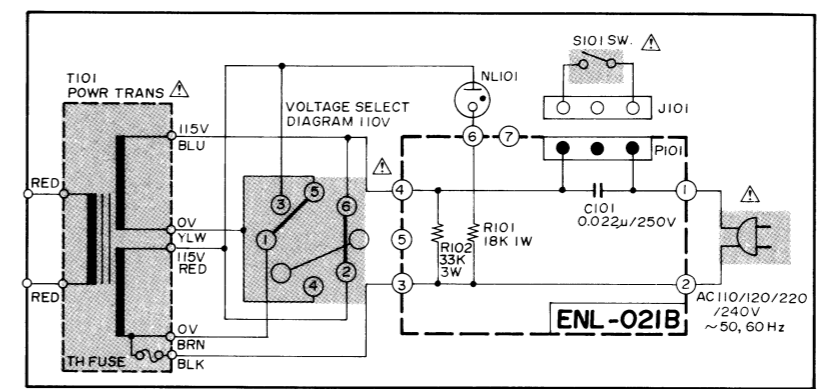 S101 SW.
T101
POWR TRANS
NL101
J101
VOLTAGE SELECT
DIAGRAM 110V
115V
BLU
P101
6
7
RED
3
5
6
4
1
C101
0.022μ/250V
R101
18K 1W
0V
YLW
1
5
R102
33K
3W
115V
RED
RED
4
2
3
2
AC110/120/220
/240V
~50, 60Hz
ENL-021B
0V
BRN
TH FUSE
BLK